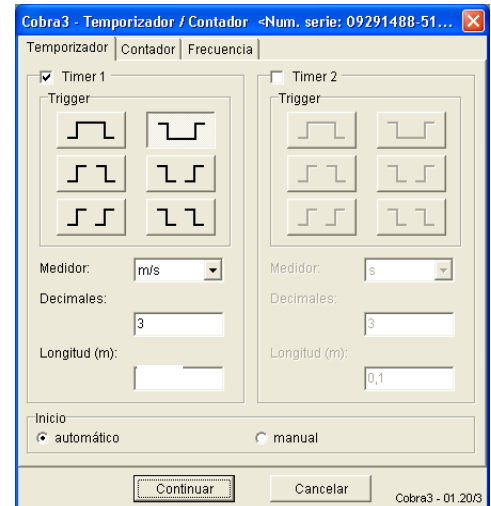 Cobra3 - Temporizador / Contador <Num. serie: 09291488-51...
Temporizador Contador Frecuencia
Timer 1
Trigger
Medidor: m/s
Decimales:
3
Longitud (m):
Timer 2
Trigger
Medidor: s
Decimales:
3
Longitud (m):
0,1
Inicio
automático manual
Continuar Cancelar
Cobra3 - 01.20/3